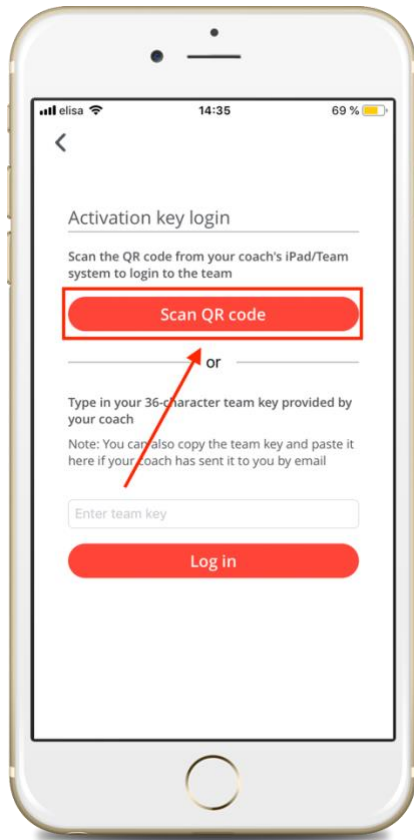 elisa 14:35 69 %
Activation key login
Scan the QR code from your coach's iPad/Team
system to login to the team
Scan QR code
or
Type in your 36-character team key provided by
your coach
Note: You can also copy the team key and paste it
here if your coach has sent it to you by email
Enter team key
Log in